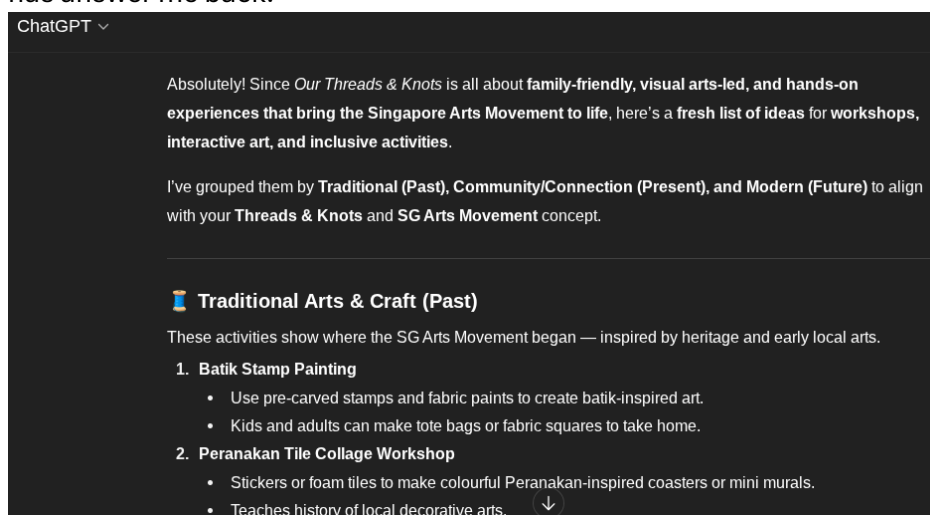 has answer me back.
ChatGPT
Absolutely! Since Our Threads & Knots is all about family-friendly, visual arts-led, and hands-on
experiences that bring the Singapore Arts Movement to life, here's a fresh list of ideas for workshops,
interactive art, and inclusive activities.
I've grouped them by Traditional (Past), Community/Connection (Present), and Modern (Future) to align
with your Threads & Knots and SG Arts Movement concept.
🧵 Traditional Arts & Craft (Past)
These activities show where the SG Arts Movement began — inspired by heritage and early local arts.
1. Batik Stamp Painting
• Use pre-carved stamps and fabric paints to create batik-inspired art.
• Kids and adults can make tote bags or fabric squares to take home.
2. Peranakan Tile Collage Workshop
• Stickers or foam tiles to make colourful Peranakan-inspired coasters or mini murals.
• Teaches history of local decorative arts.